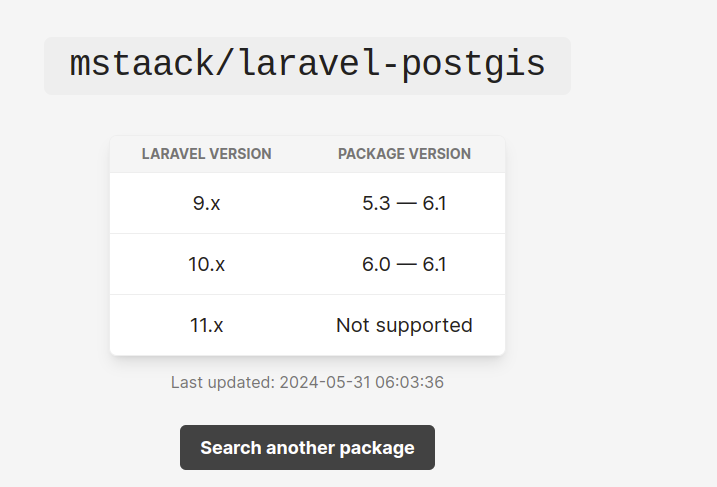 mstaack/laravel-postgis
LARAVEL VERSION PACKAGE VERSION
9.x 5.3 — 6.1
10.x 6.0 — 6.1
11.x Not supported
Last updated: 2024-05-31 06:03:36
Search another package